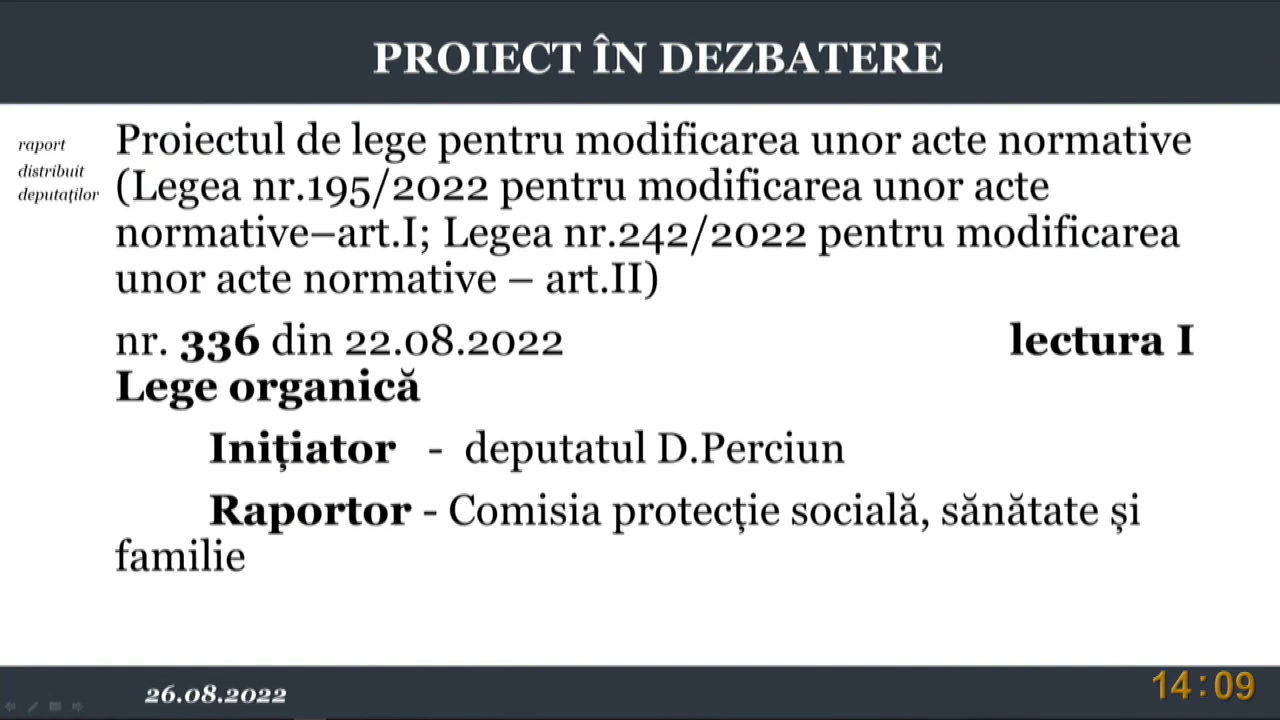 PROIECT ÎN DEZBATERE
raport
distribuit
deputaților
Proiectul de lege pentru modificarea unor acte normative
(Legea nr.195/2022 pentru modificarea unor acte
normative–art.I; Legea nr.242/2022 pentru modificarea
unor acte normative – art.II)
nr. 336 din 22.08.2022 lectura I
Lege organică
Inițiator - deputatul D.Perciun
Raportor - Comisia protecție socială, sănătate și
familie
26.08.2022
14:09